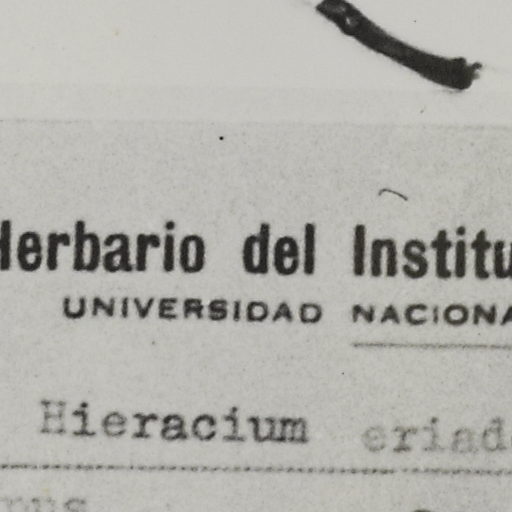 Herbario del Institu
UNIVERSIDAD NACIONA
Hieracium eriad